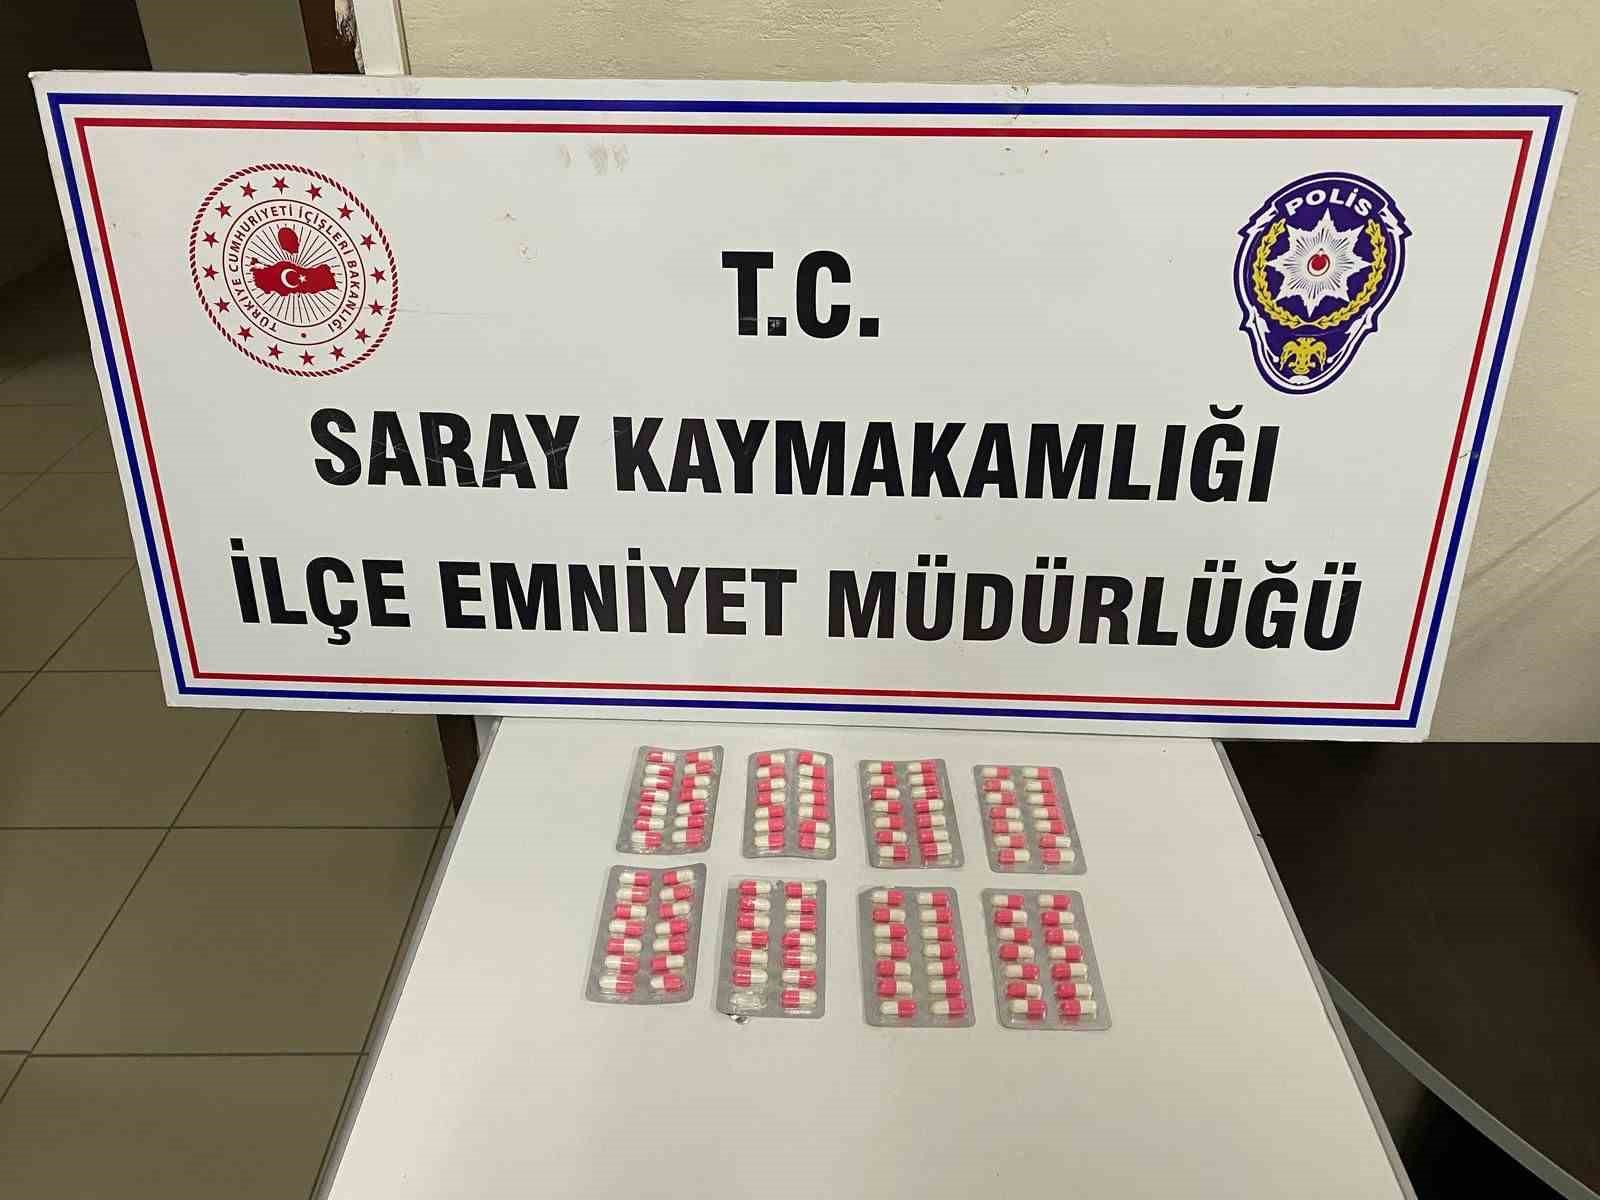 TÜRKİYE CUMHURİYETİ İÇİŞLERİ BAKANLIĞI
POLİS
T.C.
SARAY KAYMAKAMLIĞI
İLÇE EMNİYET MÜDÜRLÜĞÜ